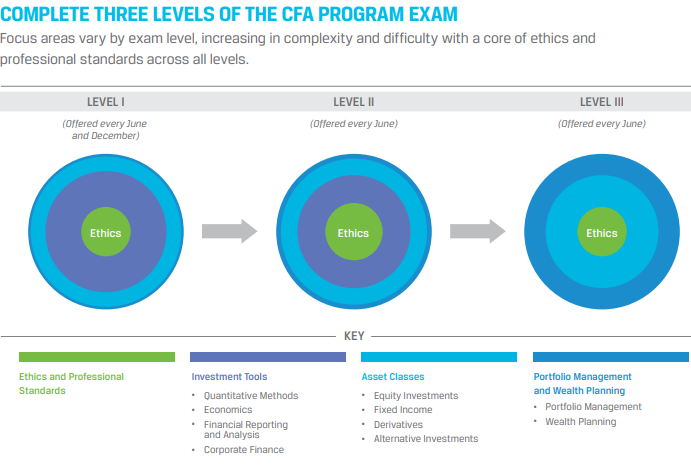 COMPLETE THREE LEVELS OF THE CFA PROGRAM EXAM
Focus areas vary by exam level, increasing in complexity and difficulty with a core of ethics and
professional standards across all levels.
LEVEL I
(Offered every June
and December)
LEVEL II
(Offered every June)
LEVEL III
(Offered every June)
Ethics
Ethics
Ethics
KEY
Ethics and Professional
Standards
Investment Tools
• Quantitative Methods
• Economics
• Financial Reporting
and Analysis
• Corporate Finance
Asset Classes
• Equity Investments
• Fixed Income
• Derivatives
• Alternative Investments
Portfolio Management
and Wealth Planning
• Portfolio Management
• Wealth Planning